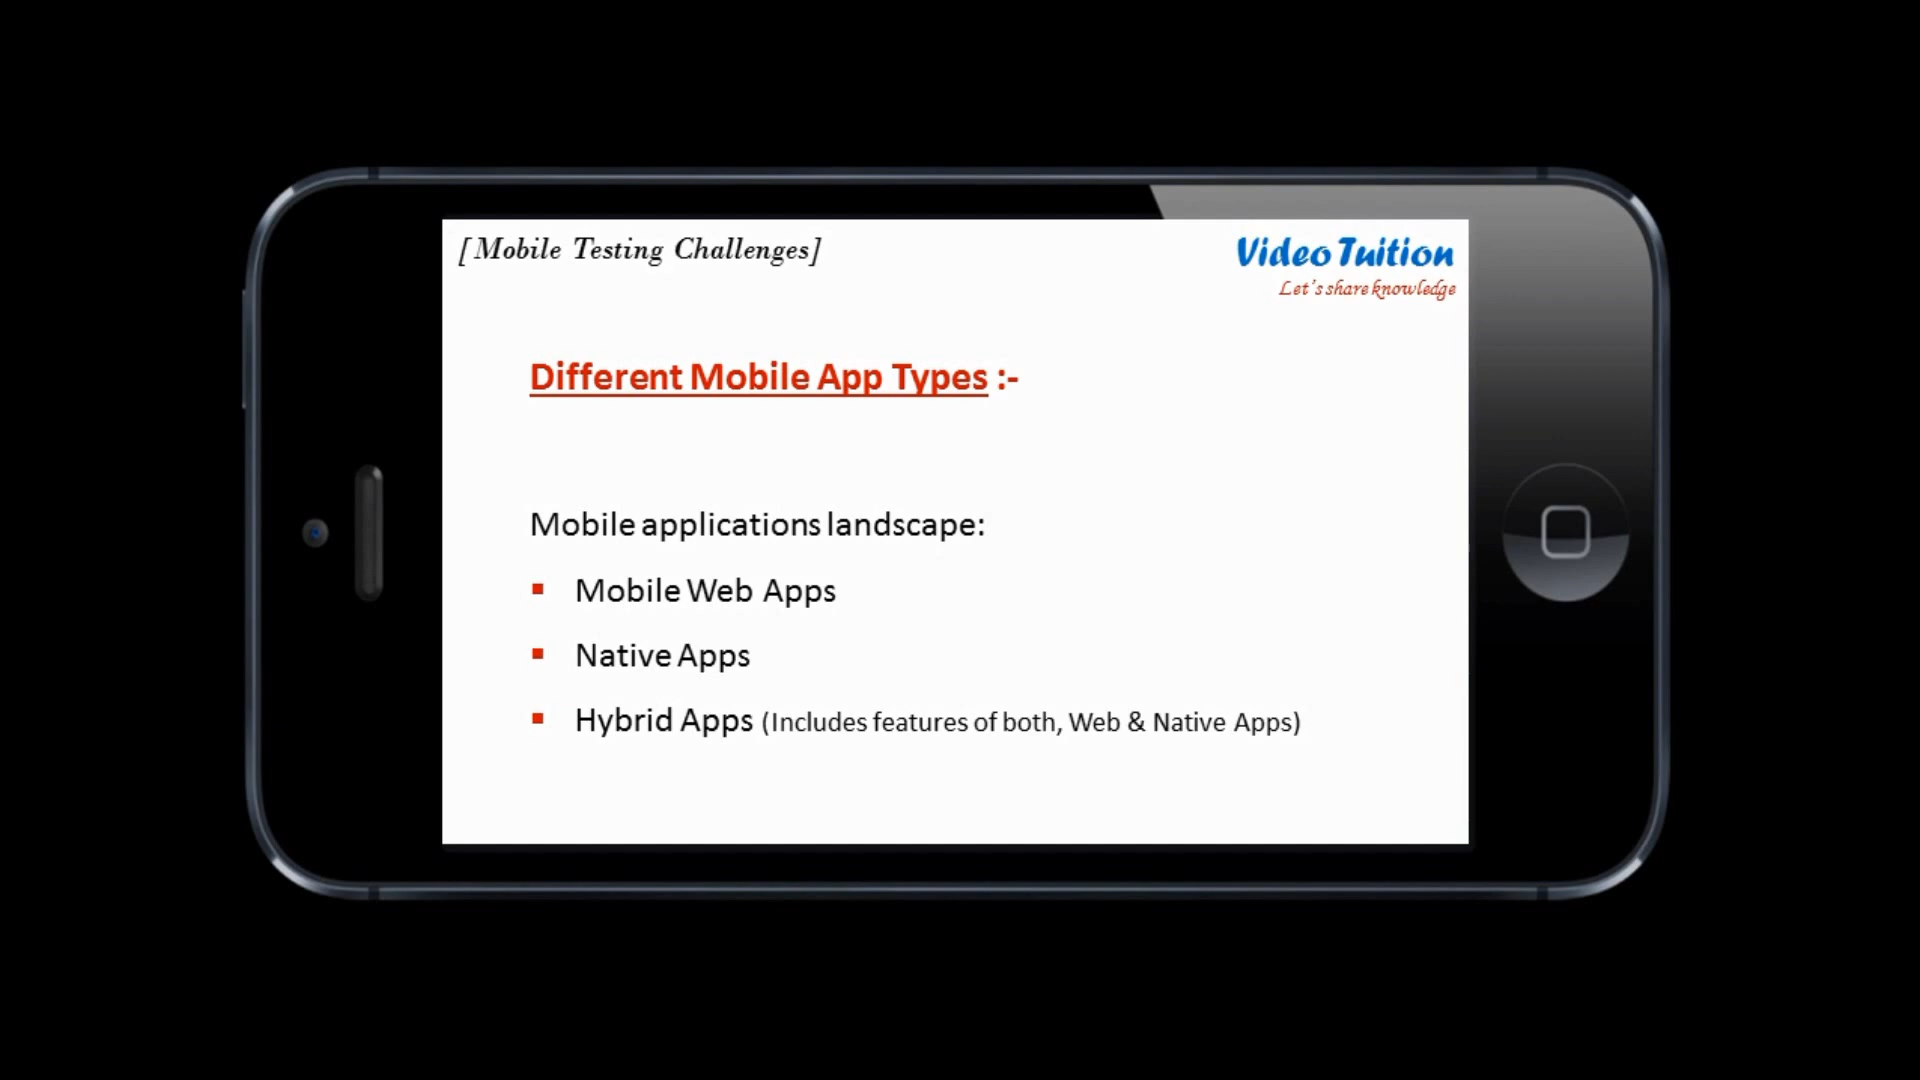 [Mobile Testing Challenges]
Video Tuition
Let's share knowledge
Different Mobile App Types :-
Mobile applications landscape:
▪ Mobile Web Apps
▪ Native Apps
▪ Hybrid Apps (Includes features of both, Web & Native Apps)